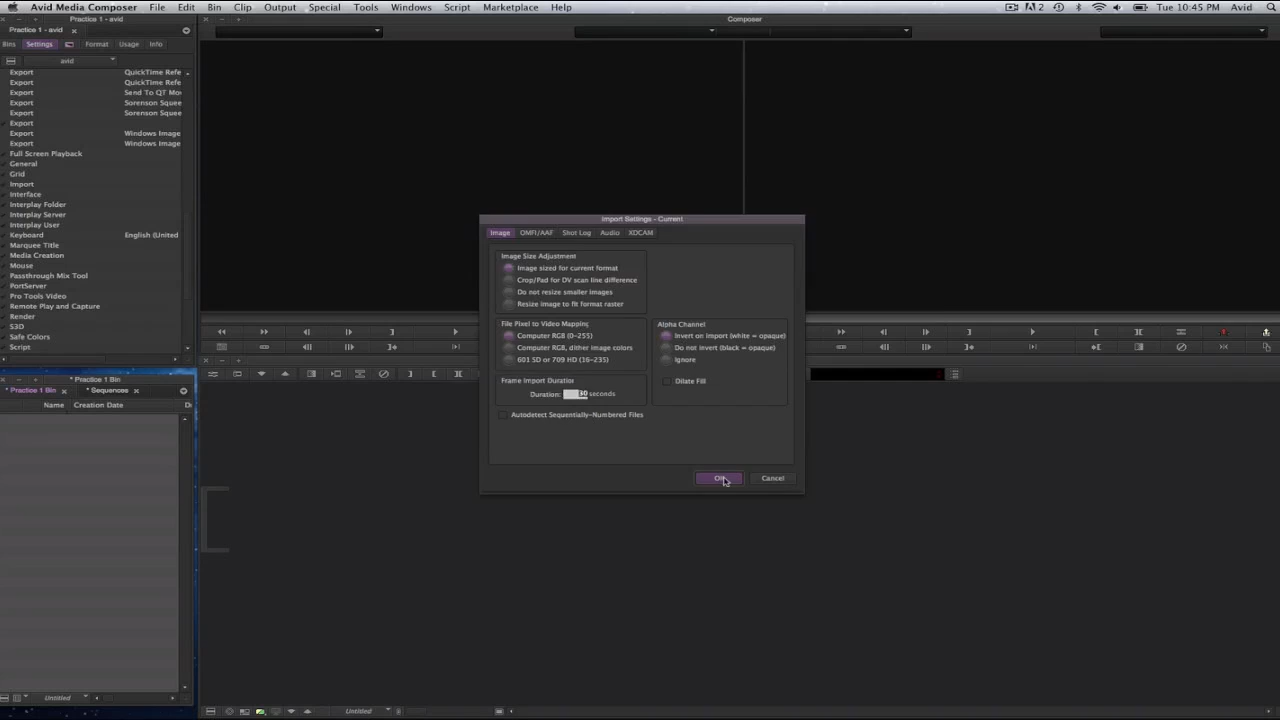 Avid Media Composer File Edit Bin Clip Output Special Tools Windows Script Marketplace Help 2 Tue 10:45 PM Avid
Practice 1 - avid
Composer
Practice 1 - avid
Bins Settings Format Usage Info
avid
Export QuickTime Refe
Export QuickTime Refe
Export Send To QT Mov
Export Sorenson Squee
Export Sorenson Squee
Export
Export Windows Image
Export Windows Image
Full Screen Playback
General
Grid
Import
Interface
Interplay Folder
Interplay Server
Interplay User
Keyboard English (United
Marquee Title
Media Creation
Mouse
Passthrough Mix Tool
PortServer
Pro Tools Video
Remote Play and Capture
Render
S3D
Safe Colors
Script
* Practice 1 Bin
* Practice 1 Bin * Sequences
Name Creation Date
Untitled
Import Settings - Current
Image OMFI/AAF Shot Log Audio XDCAM
Image Size Adjustment
Image sized for current format
Crop/Pad for DV scan line difference
Do not resize smaller images
Resize image to fit format raster
File Pixel to Video Mapping
Computer RGB (0-255)
Computer RGB, dither image colors
601 SD or 709 HD (16-235)
Alpha Channel
Invert on import (white = opaque)
Do not invert (black = opaque)
Ignore
Dilate Fill
Frame Import Duration
Duration: 30 seconds
Autodetect Sequentially-Numbered Files
OK Cancel
Untitled